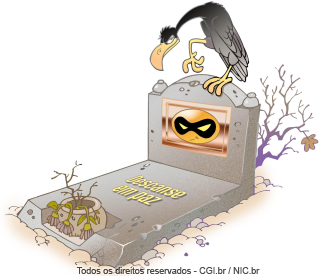 Descanse
em paz
Todos os direitos reservados - CGI.br / NIC.br